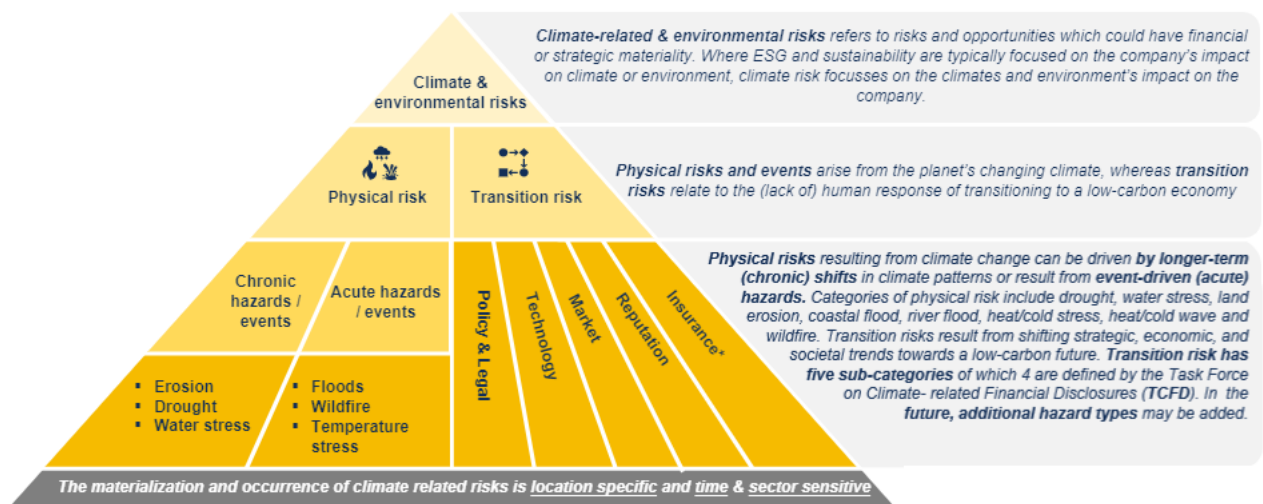 Climate-related & environmental risks refers to risks and opportunities which could have financial
or strategic materiality. Where ESG and sustainability are typically focused on the company's impact
on climate or environment, climate risk focusses on the climates and environment's impact on the
company.
Climate &
environmental risks
Physical risk
Transition risk
Physical risks and events arise from the planet's changing climate, whereas transition
risks relate to the (lack of) human response of transitioning to a low-carbon economy
Chronic
hazards /
events
Acute hazards
/ events
Policy & Legal
Technology
Market
Reputation
Insurance*
Physical risks resulting from climate change can be driven by longer-term
(chronic) shifts in climate patterns or result from event-driven (acute)
hazards. Categories of physical risk include drought, water stress, land
erosion, coastal flood, river flood, heat/cold stress, heat/cold wave and
wildfire. Transition risks result from shifting strategic, economic, and
societal trends towards a low-carbon future. Transition risk has
five sub-categories of which 4 are defined by the Task Force
on Climate- related Financial Disclosures (TCFD). In the
future, additional hazard types may be added.
▪ Erosion
▪ Drought
▪ Water stress
▪ Floods
▪ Wildfire
▪ Temperature
stress
The materialization and occurrence of climate related risks is location specific and time & sector sensitive